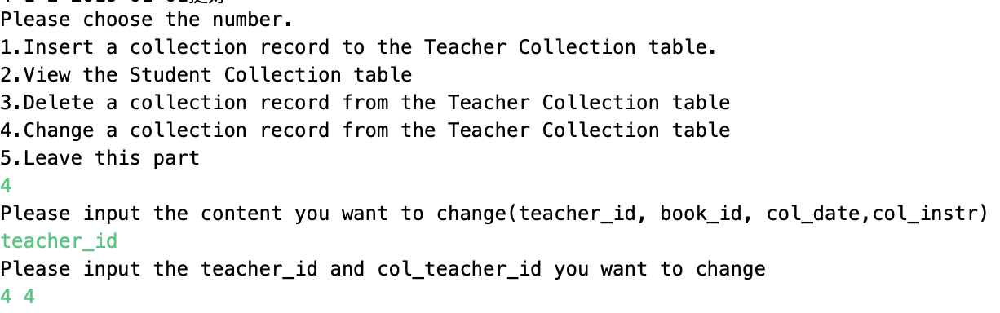 Please choose the number.
1.Insert a collection record to the Teacher Collection table.
2.View the Student Collection table
3.Delete a collection record from the Teacher Collection table
4.Change a collection record from the Teacher Collection table
5.Leave this part
4
Please input the content you want to change(teacher_id, book_id, col_date,col_instr)
teacher_id
Please input the teacher_id and col_teacher_id you want to change
4 4